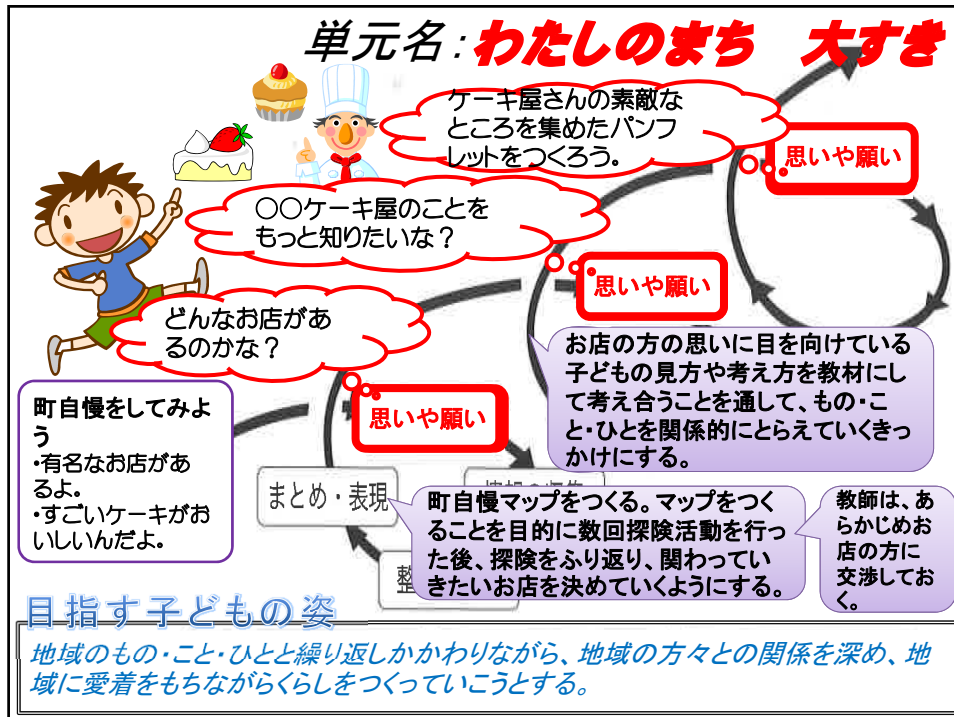 単元名:わたしのまち 大すき
ケーキ屋さんの素敵な
ところを集めたパンフ
レットをつくろう。
思いや願い
〇〇ケーキ屋のことを
もっと知りたいな？
思いや願い
どんなお店があ
るのかな？
思いや願い
お店の方の思いに目を向けている
子どもの見方や考え方を教材にし
て考え合うことを通して、もの・こ
と・ひとを関係的にとらえていくきっ
かけにする。
町自慢をしてみよ
う
・有名なお店があ
るよ。
・すごいケーキがお
いしいんだよ。
まとめ・表現
町自慢マップをつくる。マップをつく
ることを目的に数回探険活動を行っ
た後、探険をふり返り、関わってい
きたいお店を決めていくようにする。
教師は、あ
らかじめお
店の方に
交渉してお
く。
整
目指す子どもの姿
地域のもの・こと・ひとと繰り返しかかわりながら、地域の方々との関係を深め、地
域に愛着をもちながらくらしをつくっていこうとする。